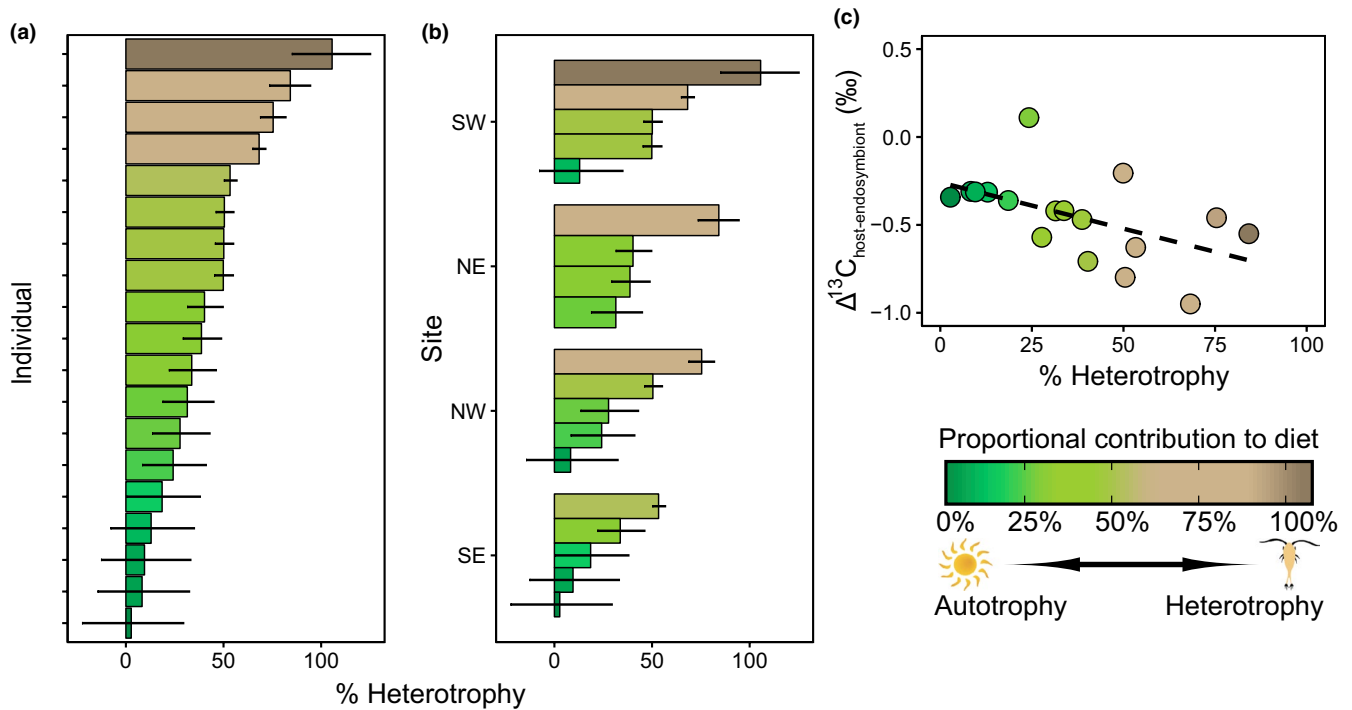 (a)
Individual
0 50 100
(b)
Site
SW
NE
NW
SE
0 50 100
% Heterotrophy
(c)
Δ13Chost-endosymbiont (‰)
0.5
0.0
−0.5
−1.0
0 25 50 75 100
% Heterotrophy
Proportional contribution to diet
0% 25% 50% 75% 100%
Autotrophy Heterotrophy